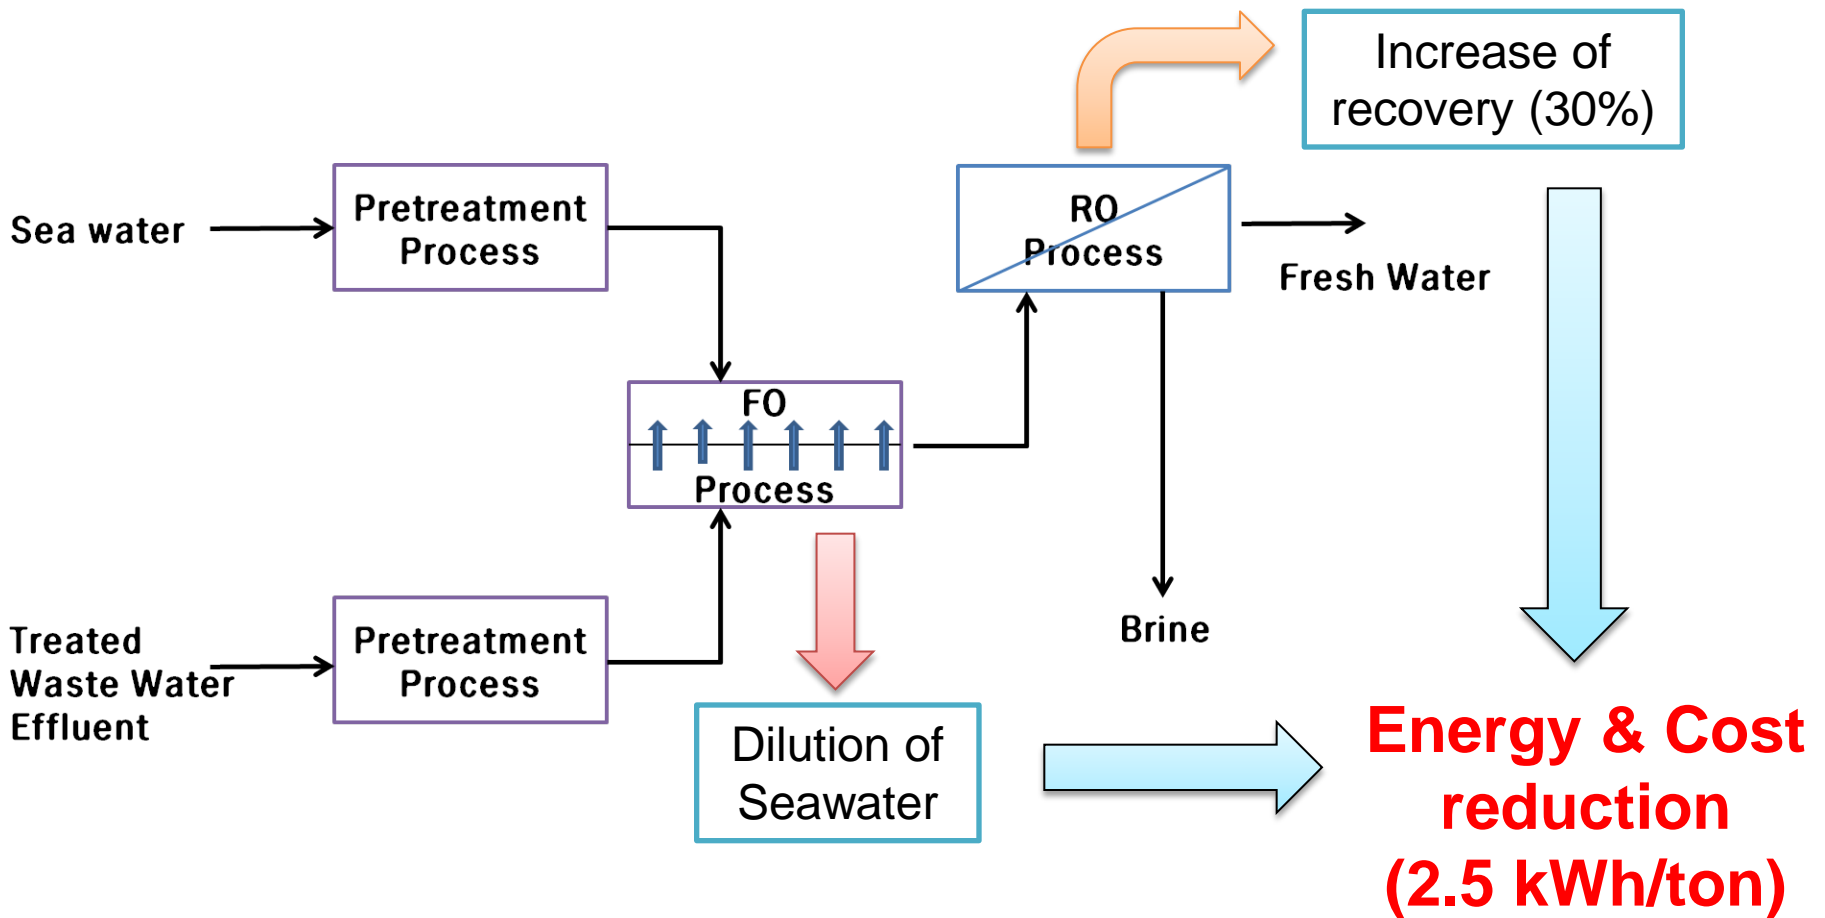 Increase of
recovery (30%)
Sea water
Pretreatment
Process
RO
Process
Fresh Water
FO
Process
Treated
Waste Water
Effluent
Pretreatment
Process
Brine
Dilution of
Seawater
Energy & Cost
reduction
(2.5 kWh/ton)